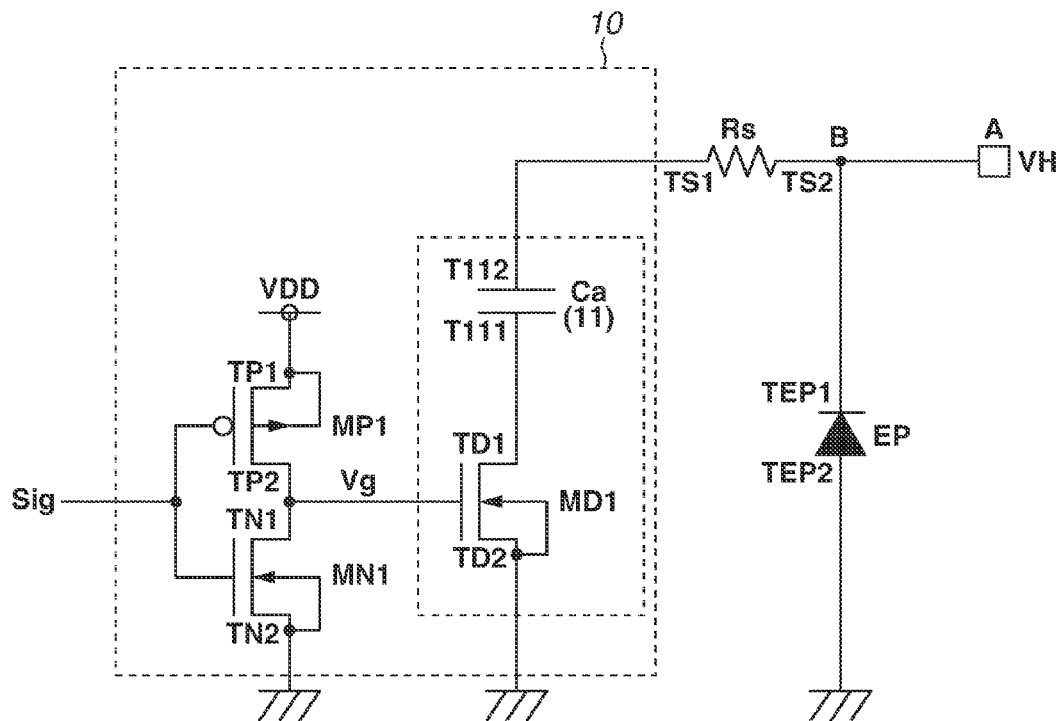 10
Rs
B
A
VH
TS1
TS2
T112
Ca
(11)
T111
VDD
TP1
MP1
TP2
TD1
TEP1
EP
TEP2
Sig
Vg
TN1
MD1
TD2
MN1
TN2